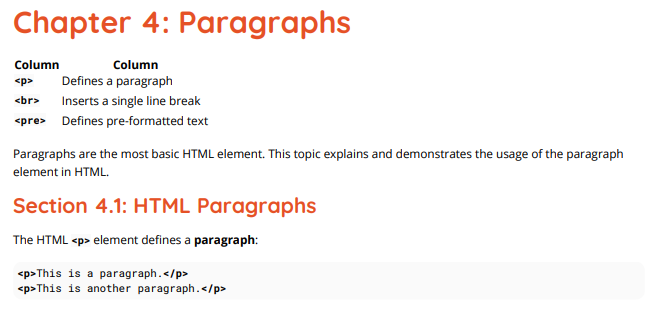 Chapter 4: Paragraphs
Column Column
<p> Defines a paragraph
<br> Inserts a single line break
<pre> Defines pre-formatted text
Paragraphs are the most basic HTML element. This topic explains and demonstrates the usage of the paragraph
element in HTML.
Section 4.1: HTML Paragraphs
The HTML <p> element defines a paragraph:
<p>This is a paragraph.</p>
<p>This is another paragraph.</p>